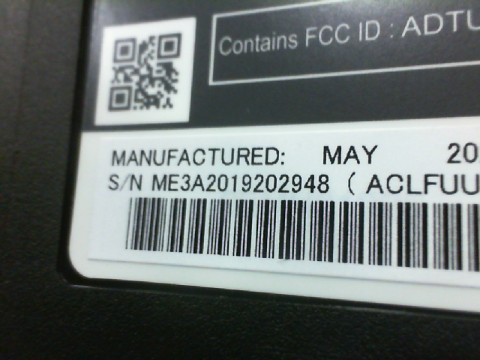 Contains FCC ID : ADTU
MANUFACTURED: MAY 20
S/N ME3A2019202948 ( ACLFUU